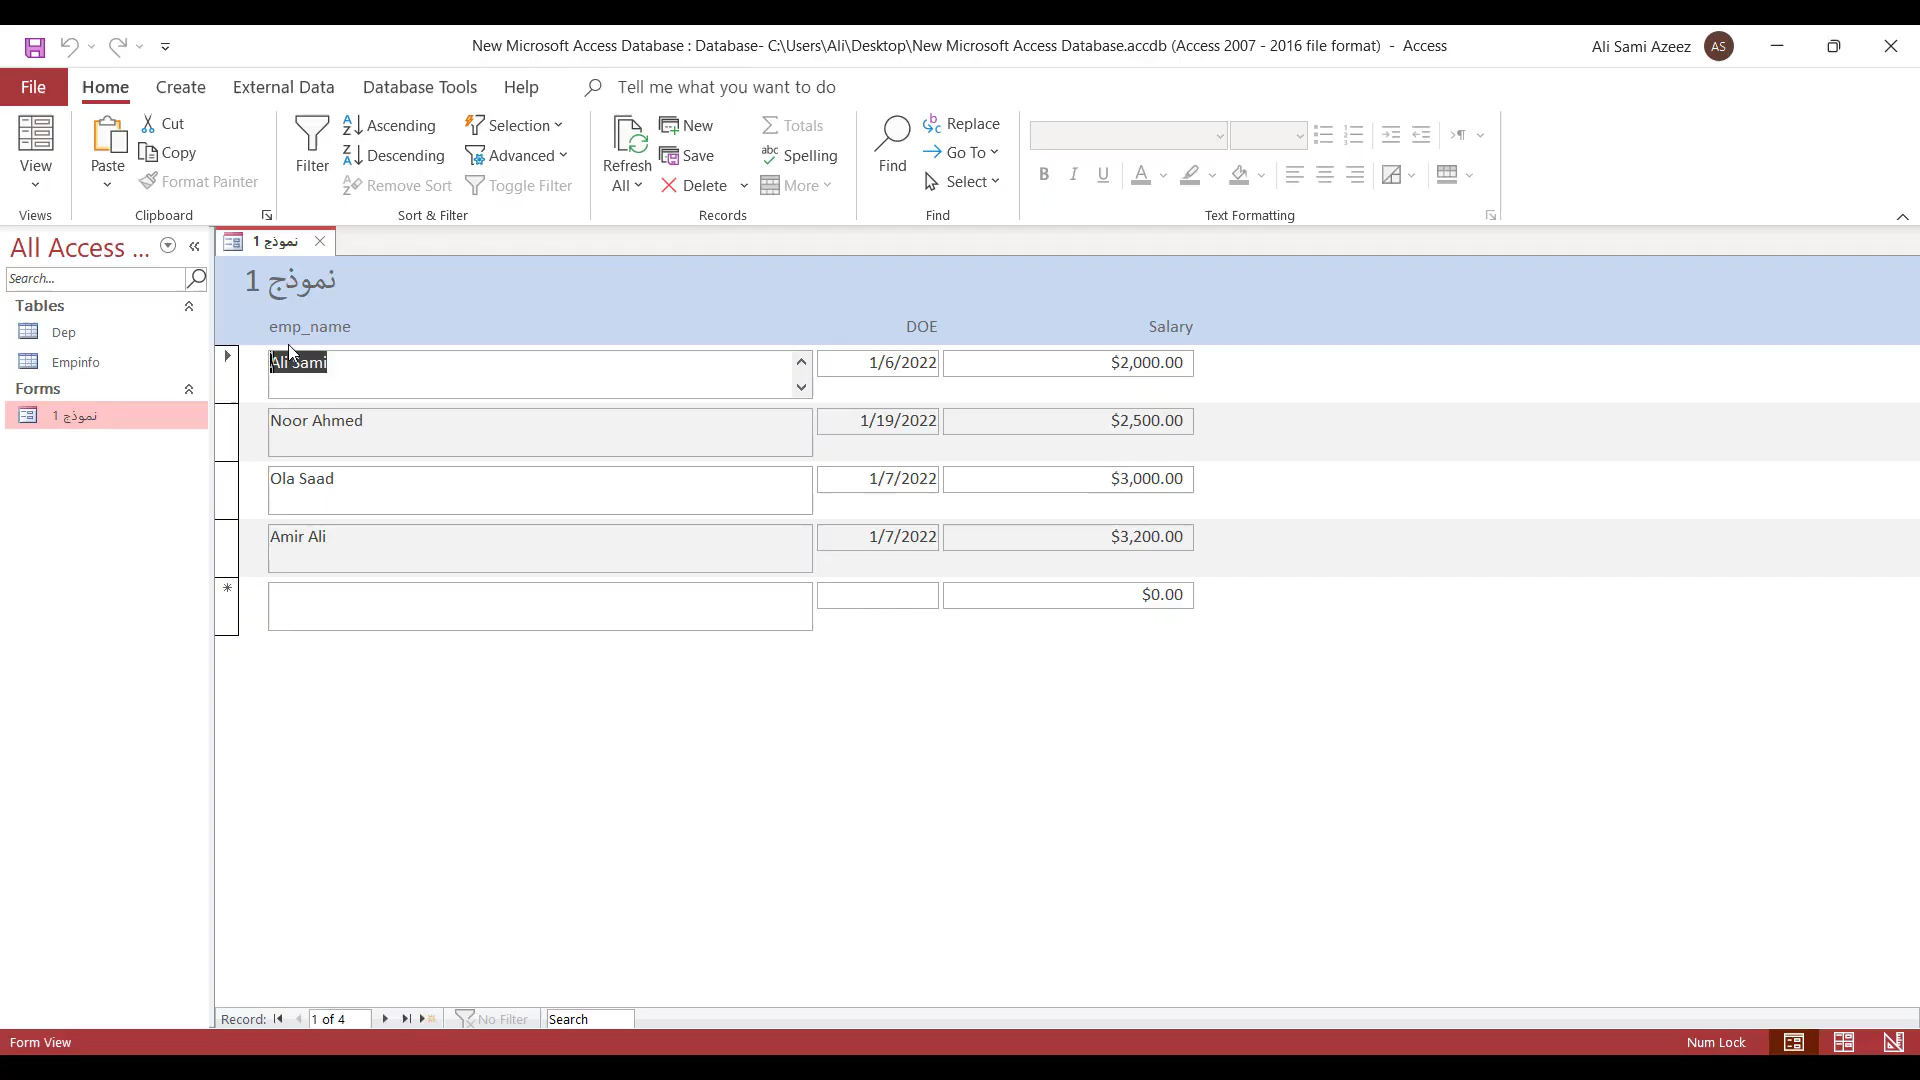 New Microsoft Access Database : Database- C:\Users\Ali\Desktop\New Microsoft Access Database.accdb (Access 2007 - 2016 file format) - Access
Ali Sami Azeez
AS
File
Home
Create
External Data
Database Tools
Help
Tell me what you want to do
View
Views
Paste
Cut
Copy
Format Painter
Clipboard
Filter
Ascending
Descending
Remove Sort
Selection
Advanced
Toggle Filter
Sort & Filter
Refresh
All
New
Save
Delete
Totals
Spelling
More
Records
Find
Replace
Go To
Select
Find
B I U A
Text Formatting
All Access ...
Search...
Tables
Dep
Empinfo
Forms
نموذج 1
نموذج 1
نموذج 1
emp_name DOE Salary
Ali Sami 1/6/2022 $2,000.00
Noor Ahmed 1/19/2022 $2,500.00
Ola Saad 1/7/2022 $3,000.00
Amir Ali 1/7/2022 $3,200.00
* $0.00
Record: 1 of 4 No Filter Search
Form View
Num Lock